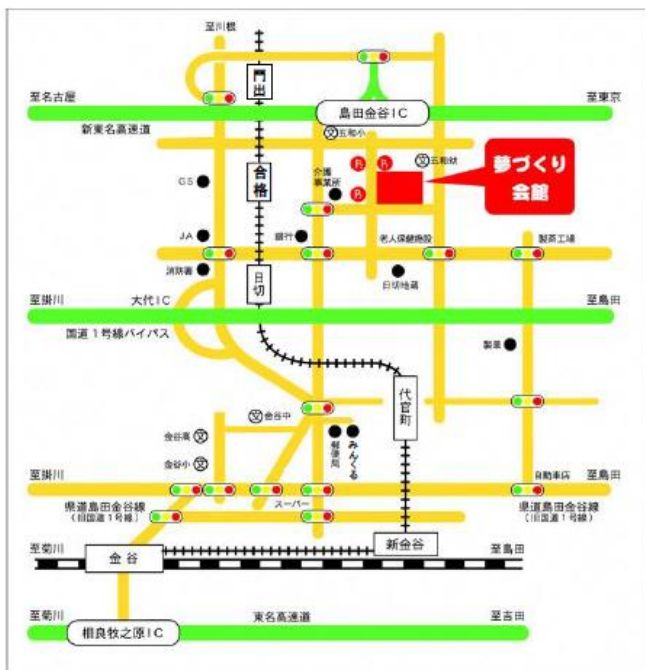 至川根
門出
至名古屋
島田金谷IC
至東京
新東名高速道
文 五和小
文 五和幼
夢づくり
会館
P
P
P
GS
合格
介護
事業所
JA
銀行
老人保健施設
製茶工場
消防署
日切
日切地蔵
至掛川
大代IC
至島田
国道1号線バイパス
製薬
代官町
文 金谷中
金谷高 文
郵便局
みんくる
金谷小 文
至掛川
自動車店
至島田
スーパー
県道島田金谷線
(旧国道1号線)
県道島田金谷線
(旧国道1号線)
至菊川
金谷
新金谷
至島田
至菊川
相良牧之原IC
東名高速道
至吉田